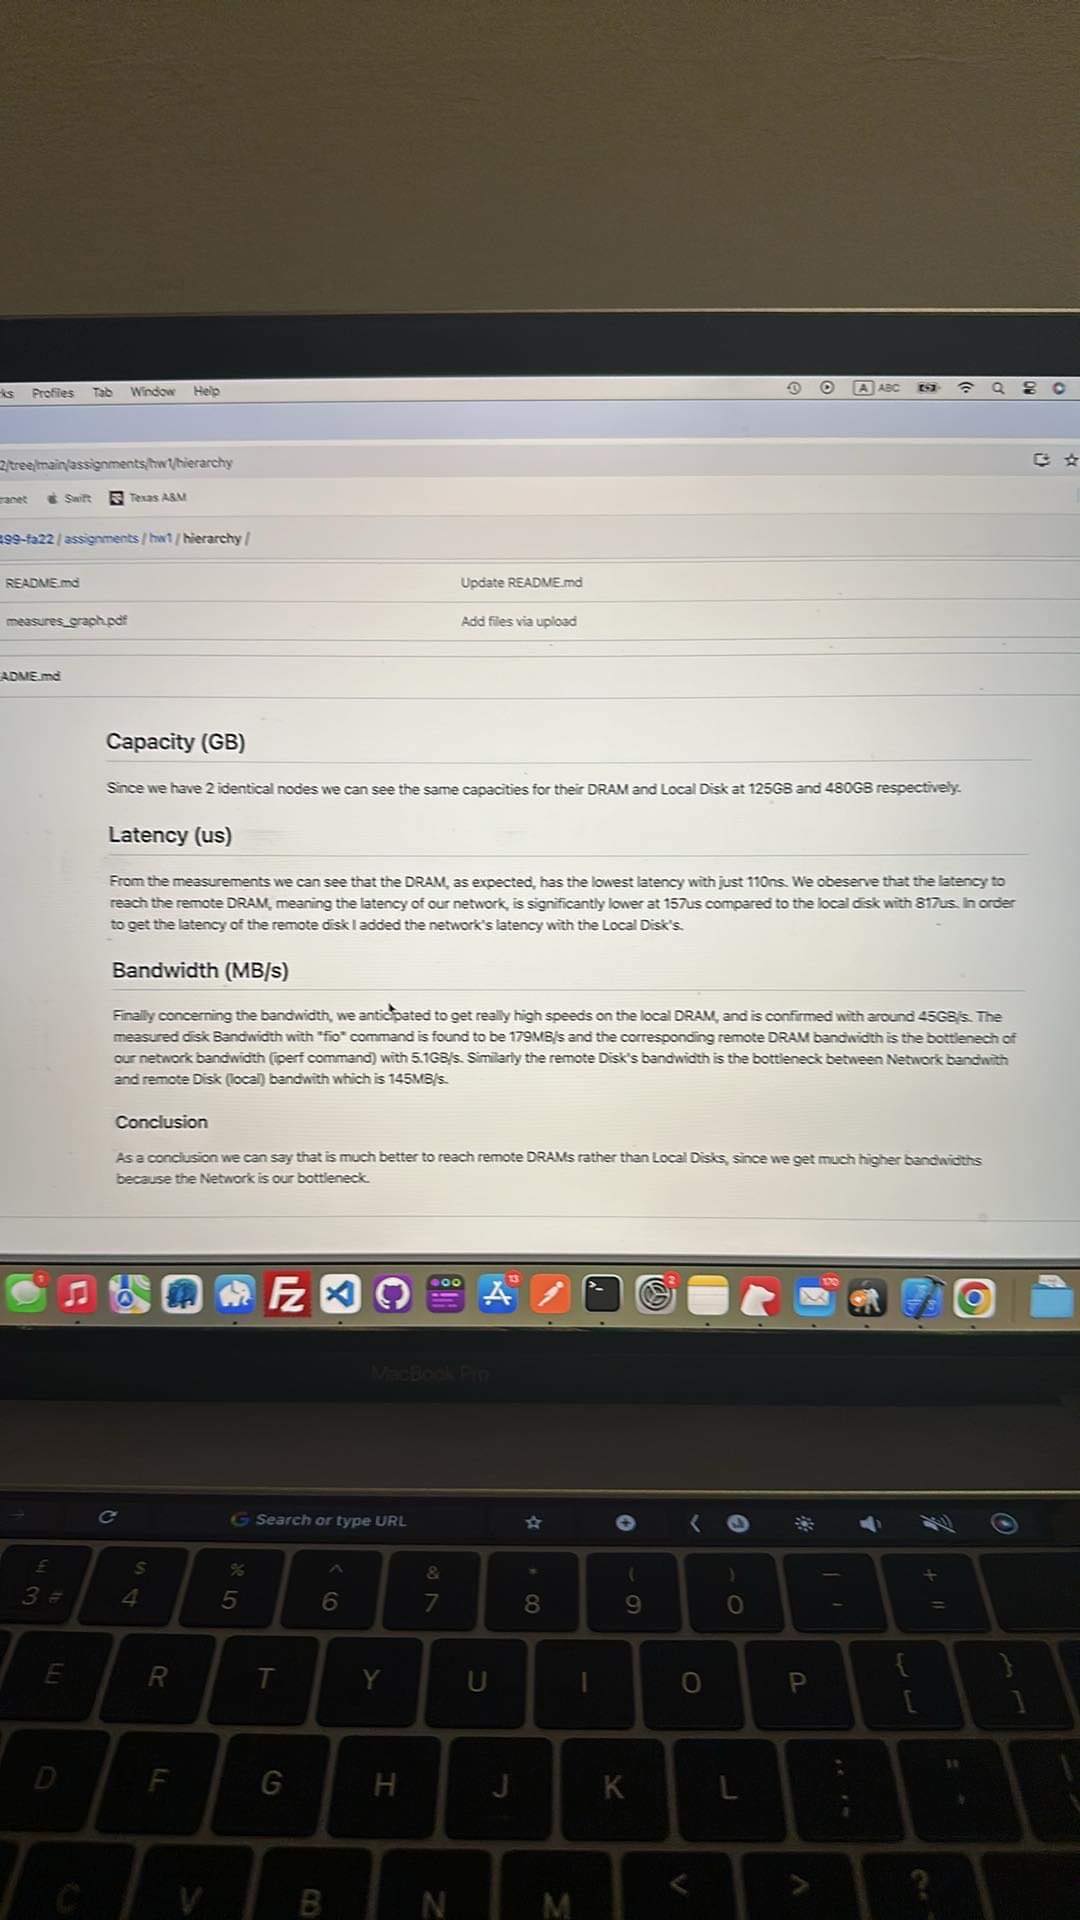 ks Profiles Tab Window Help A ABC
2/tree/main/assignments/hw1/hierarchy
ranet Swift Texas A&M
499-fa22 / assignments / hw1 / hierarchy /
README.md Update README.md
measures_graph.pdf Add files via upload
ADME.md
Capacity (GB)
Since we have 2 identical nodes we can see the same capacities for their DRAM and Local Disk at 125GB and 480GB respectively.
Latency (us)
From the measurements we can see that the DRAM, as expected, has the lowest latency with just 110ns. We obeserve that the latency to
reach the remote DRAM, meaning the latency of our network, is significantly lower at 157us compared to the local disk with 817us. In order
to get the latency of the remote disk I added the network's latency with the Local Disk's.
Bandwidth (MB/s)
Finally concerning the bandwidth, we anticipated to get really high speeds on the local DRAM, and is confirmed with around 45GB/s. The
measured disk Bandwidth with "fio" command is found to be 179MB/s and the corresponding remote DRAM bandwidth is the bottlenech of
our network bandwidth (iperf command) with 5.1GB/s. Similarly the remote Disk's bandwidth is the bottleneck between Network bandwith
and remote Disk (local) bandwith which is 145MB/s.
Conclusion
As a conclusion we can say that is much better to reach remote DRAMs rather than Local Disks, since we get much higher bandwidths
because the Network is our bottleneck.
1 13 2 170
FZ
MacBook Pro
G Search or type URL
£ $ % ^ & * ( ) — +
3 # 4 5 6 7 8 9 0 - =
E R T Y U I O P { [ } ]
D F G H J K L : ; " '
C V B N M < > ?